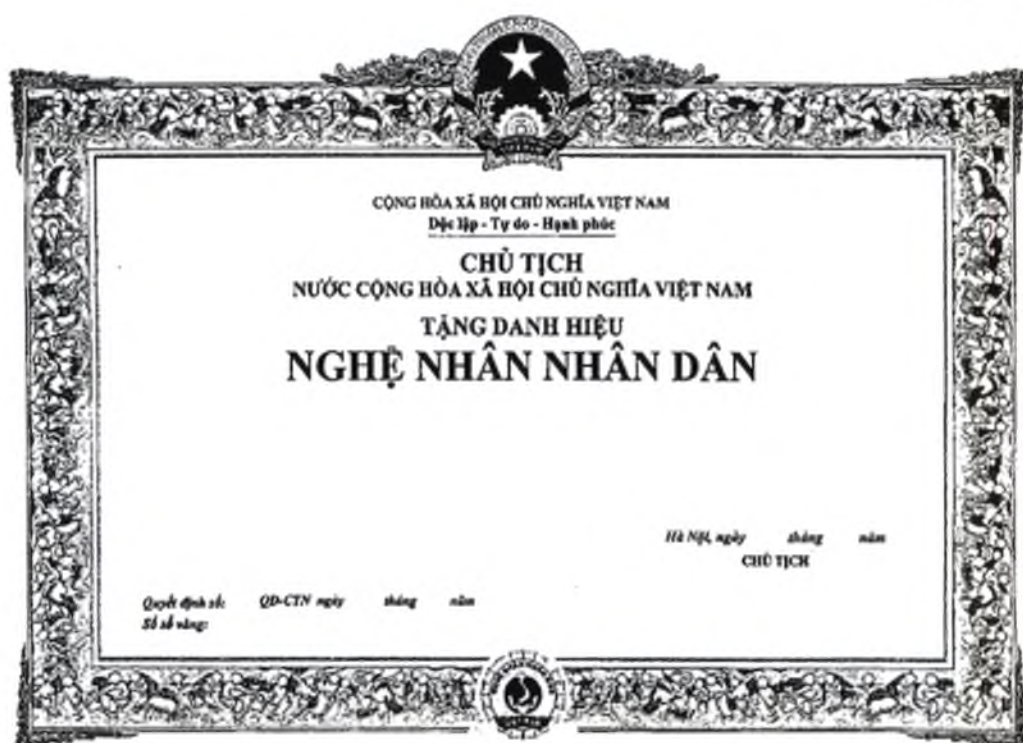 CỘNG HÒA XÃ HỘI CHỦ NGHĨA VIỆT NAM
Độc lập - Tự do - Hạnh phúc
CHỦ TỊCH
NƯỚC CỘNG HÒA XÃ HỘI CHỦ NGHĨA VIỆT NAM
TẶNG DANH HIỆU
NGHỆ NHÂN NHÂN DÂN
Hà Nội, ngày tháng năm
CHỦ TỊCH
Quyết định số: QĐ-CTN ngày tháng năm
Số sổ vàng: